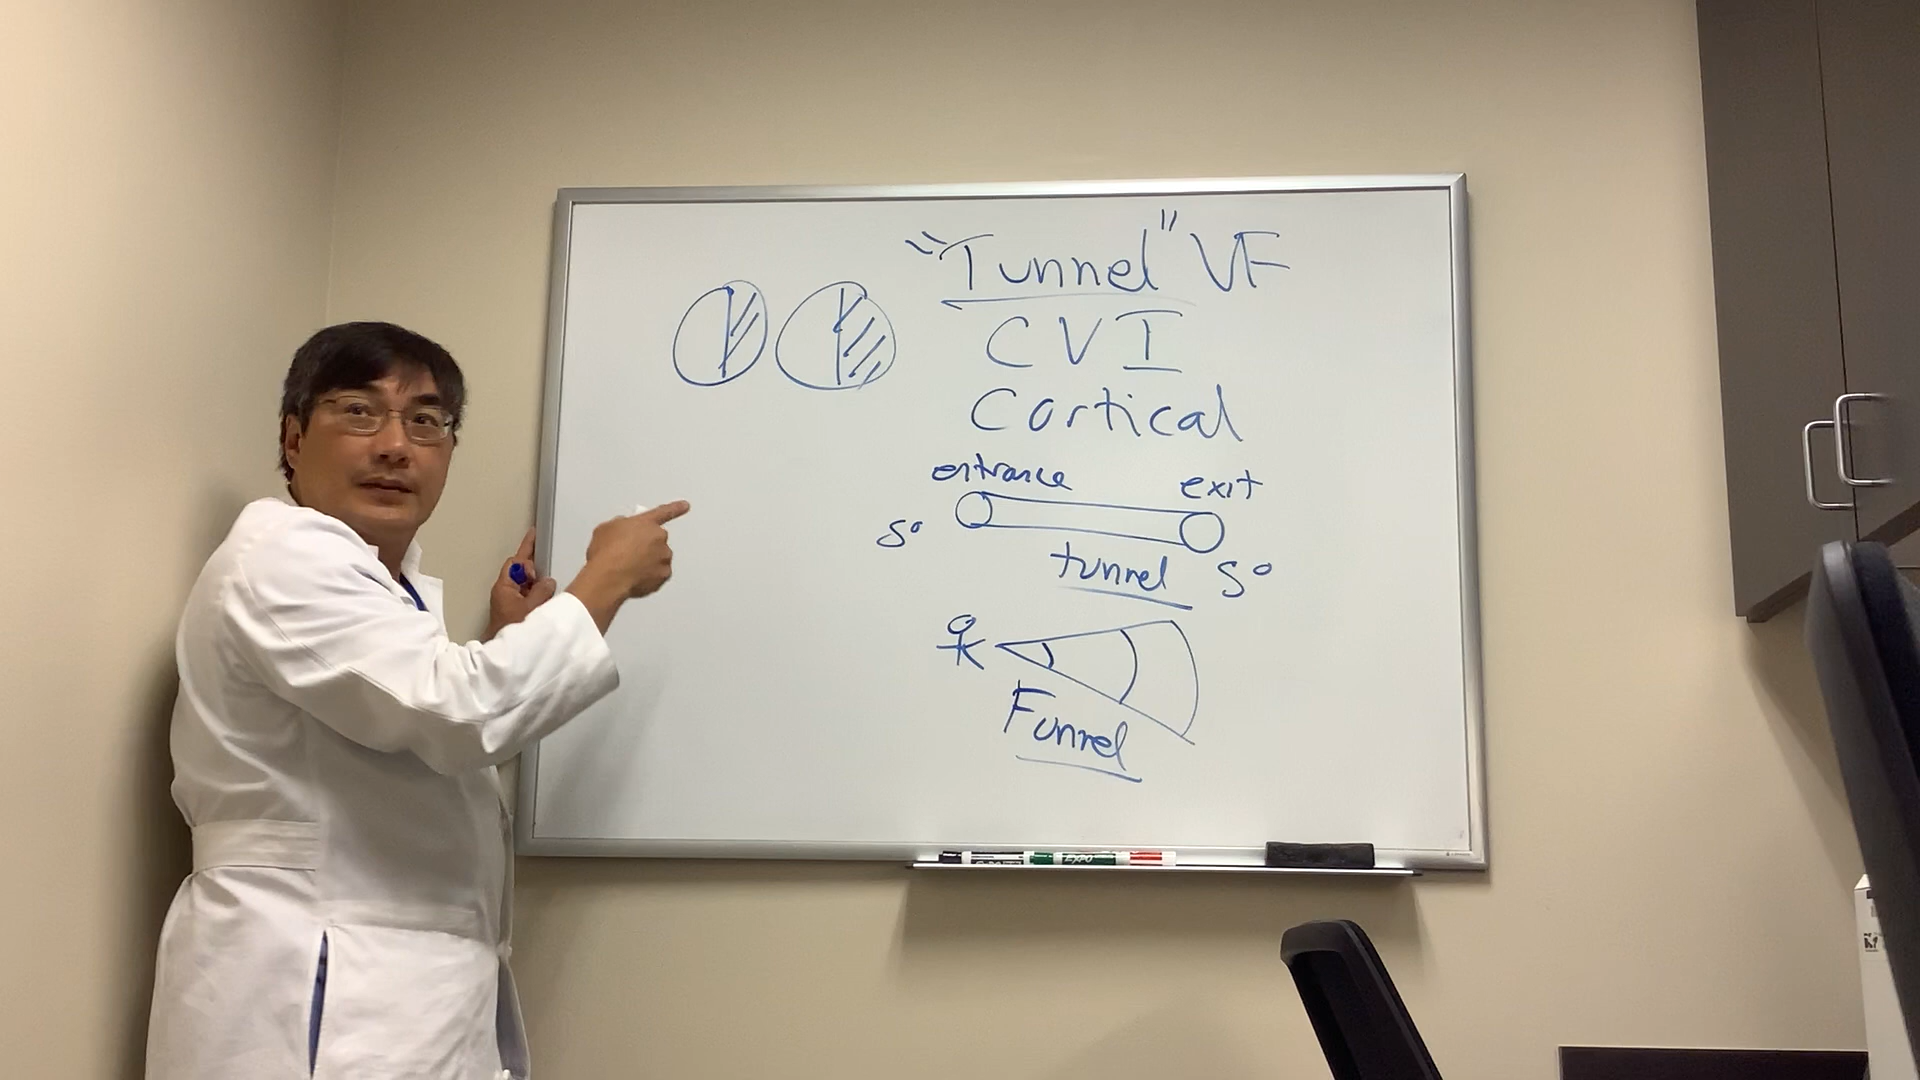 "Tunnel" VF
CVI
Cortical
entrance
exit
5°
tunnel
5°
Funnel
EXPO